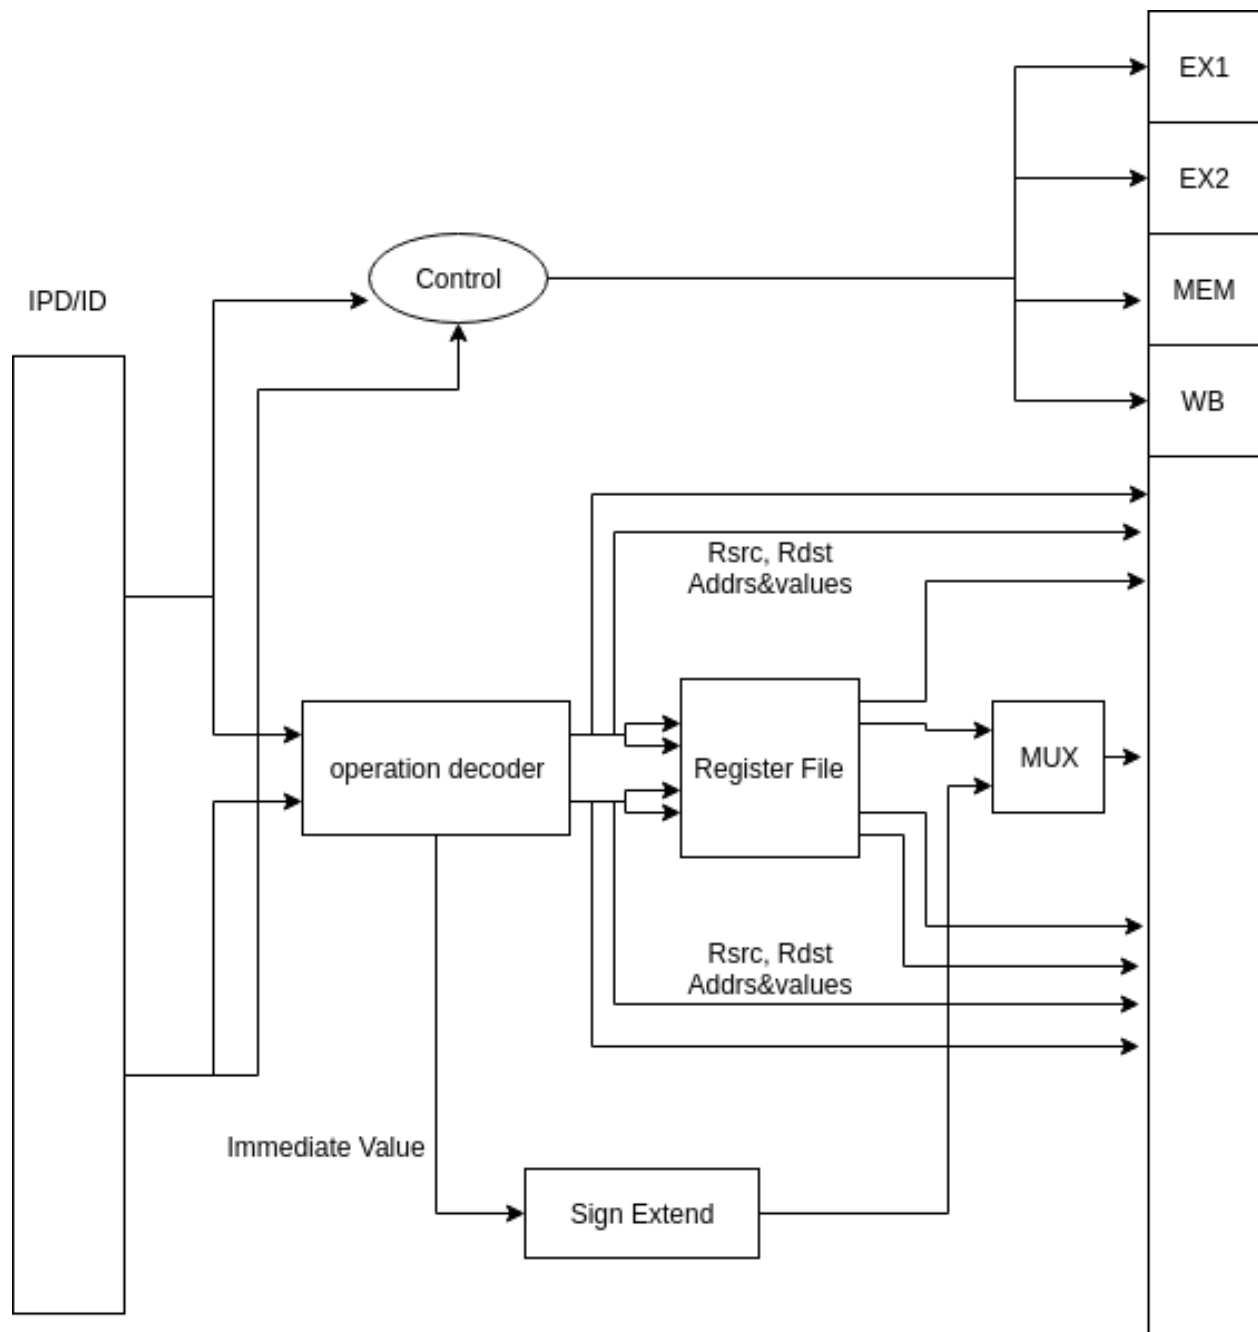 EX1
EX2
Control
MEM
IPD/ID
WB
Rsrc, Rdst
Addrs&values
operation decoder
Register File
MUX
Rsrc, Rdst
Addrs&values
Immediate Value
Sign Extend